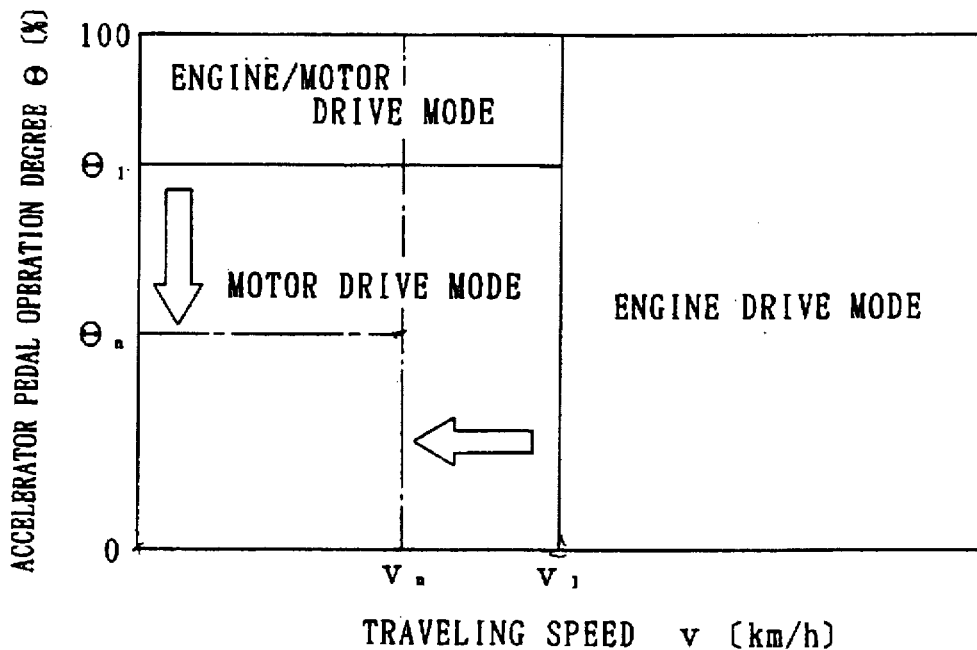 ACCELERATOR PEDAL OPERATION DEGREE Θ (%)
100
ENGINE/MOTOR
DRIVE MODE
Θ₁
MOTOR DRIVE MODE
ENGINE DRIVE MODE
Θₙ
0
Vₙ
V₁
TRAVELING SPEED v (km/h)